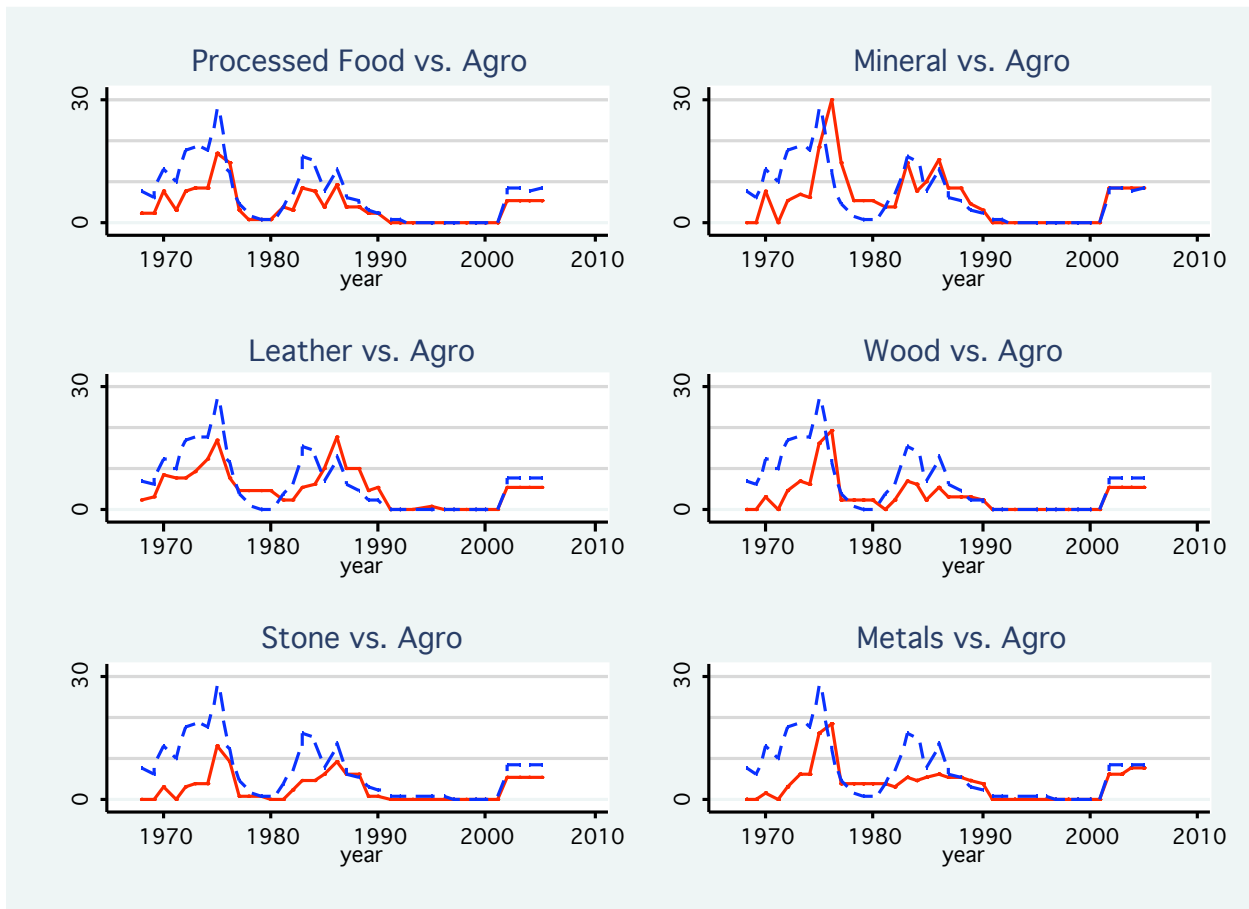 Processed Food vs. Agro
30
0
1970 1980 1990 2000 2010
year
Mineral vs. Agro
30
0
1970 1980 1990 2000 2010
year
Leather vs. Agro
30
0
1970 1980 1990 2000 2010
year
Wood vs. Agro
30
0
1970 1980 1990 2000 2010
year
Stone vs. Agro
30
0
1970 1980 1990 2000 2010
year
Metals vs. Agro
30
0
1970 1980 1990 2000 2010
year